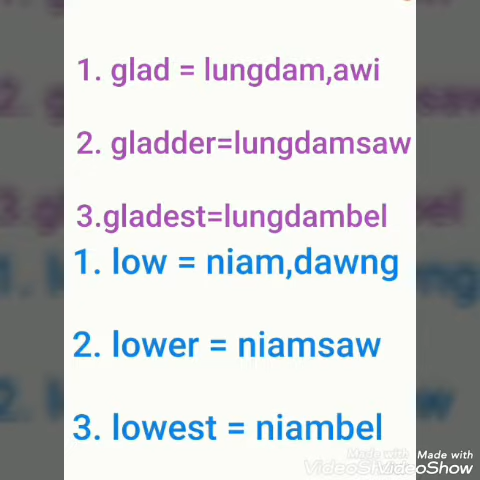 1. glad = lungdam,awi
2. gladder=lungdamsaw
3.gladest=lungdambel
1. low = niam,dawng
2. lower = niamsaw
3. lowest = niambel
Made with
VideoShow